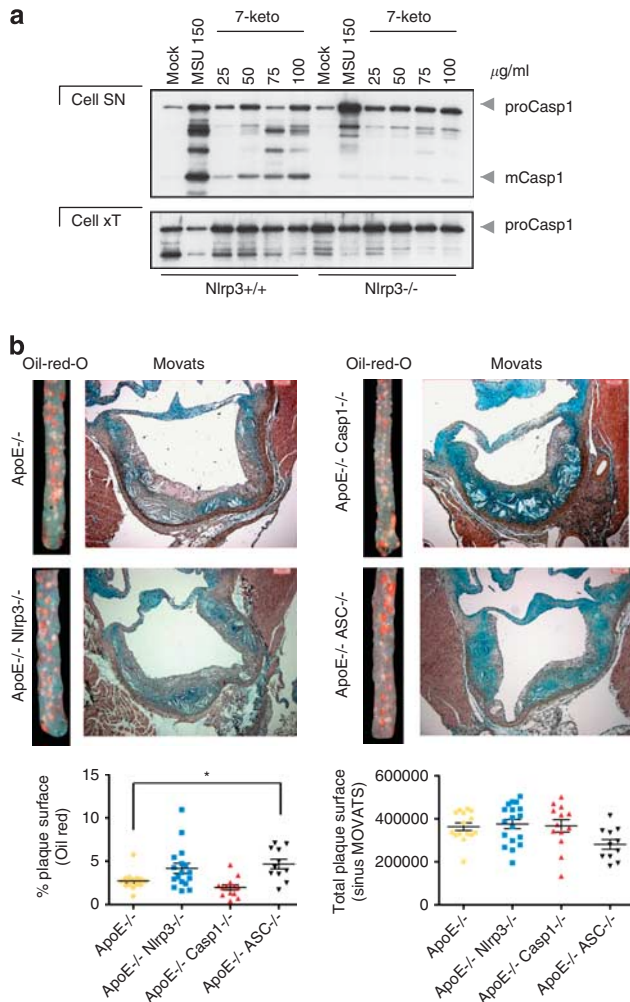 a
7-keto 7-keto
Mock MSU 150 25 50 75 100 Mock MSU 150 25 50 75 100 μg/ml
Cell SN
proCasp1
mCasp1
Cell xT
proCasp1
Nlrp3+/+ Nlrp3-/-
b
Oil-red-O Movats Oil-red-O Movats
ApoE-/-
ApoE-/- Casp1-/-
ApoE-/- Nlrp3-/-
ApoE-/- ASC-/-
% plaque surface
(Oil red)
15
10
5
0
*
ApoE-/-
ApoE-/- Nlrp3-/-
ApoE-/- Casp1-/-
ApoE-/- ASC-/-
Total plaque surface
(sinus MOVATS)
600000
400000
200000
0
ApoE-/-
ApoE-/- Nlrp3-/-
ApoE-/- Casp1-/-
ApoE-/- ASC-/-